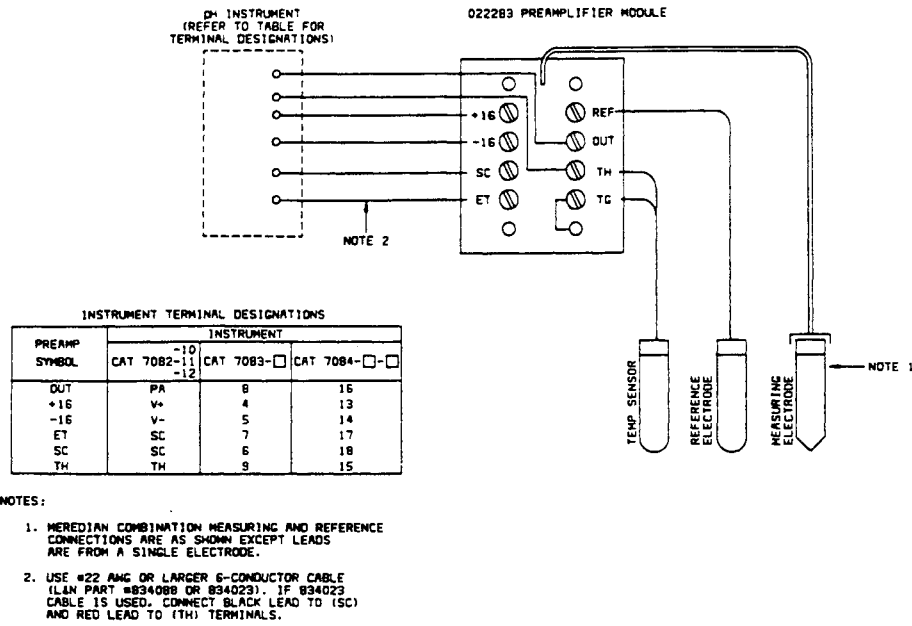 pH INSTRUMENT
(REFER TO TABLE FOR
TERMINAL DESIGNATIONS)
022283 PREAMPLIFIER MODULE
+16
-16
SC
ET
REF
OUT
TH
TG
NOTE 2
TEMP SENSOR
REFERENCE
ELECTRODE
MEASURING
ELECTRODE
NOTE 1
INSTRUMENT TERMINAL DESIGNATIONS
PREAMP SYMBOL INSTRUMENT
CAT 7082-10 -11 -12 CAT 7083-□ CAT 7084-□-□
OUT PA 8 16
+16 V+ 4 13
-16 V- 5 14
ET SC 7 17
SC SC 6 18
TH TH 9 15
NOTES:
1. MEREDIAN COMBINATION MEASURING AND REFERENCE
CONNECTIONS ARE AS SHOWN EXCEPT LEADS
ARE FROM A SINGLE ELECTRODE.
2. USE #22 AWG OR LARGER 6-CONDUCTOR CABLE
(L&N PART #834088 OR 834023). IF 834023
CABLE IS USED, CONNECT BLACK LEAD TO (SC)
AND RED LEAD TO (TH) TERMINALS.